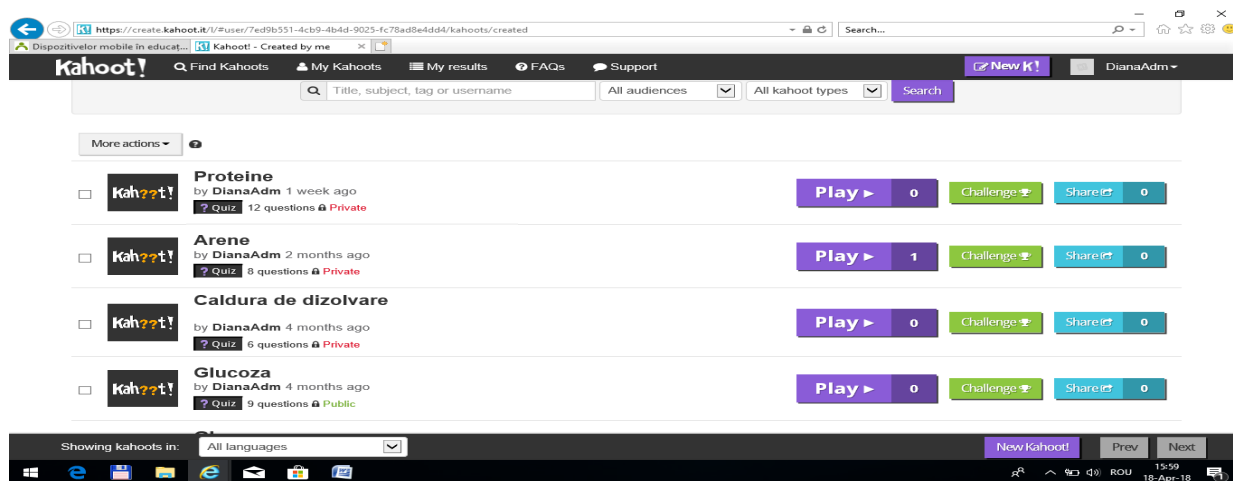 https://create.kahoot.it/l/#user/7ed9b551-4cb9-4b4d-9025-fc78ad8e4dd4/kahoots/created
Search...
Dispozitivelor mobile în educaț... Kahoot! - Created by me
Kahoot! Find Kahoots My Kahoots My results FAQs Support New K! DianaAdm
Title, subject, tag or username All audiences All kahoot types Search
More actions
Proteine
by DianaAdm 1 week ago
Quiz 12 questions Private
Play 0 Challenge Share 0
Arene
by DianaAdm 2 months ago
Quiz 8 questions Private
Play 1 Challenge Share 0
Caldura de dizolvare
by DianaAdm 4 months ago
Quiz 6 questions Private
Play 0 Challenge Share 0
Glucoza
by DianaAdm 4 months ago
Quiz 9 questions Public
Play 0 Challenge Share 0
Kah??t!
Kah??t!
Kah??t!
Kah??t!
Showing kahoots in: All languages New Kahoot! Prev Next
ROU 15:59
18-Apr-18